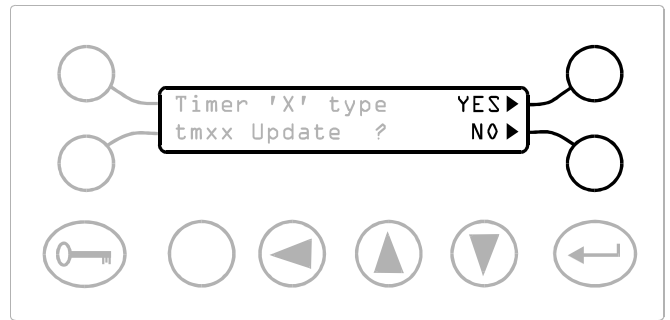 Timer 'X' type YES▶
tmxx Update ? NO▶